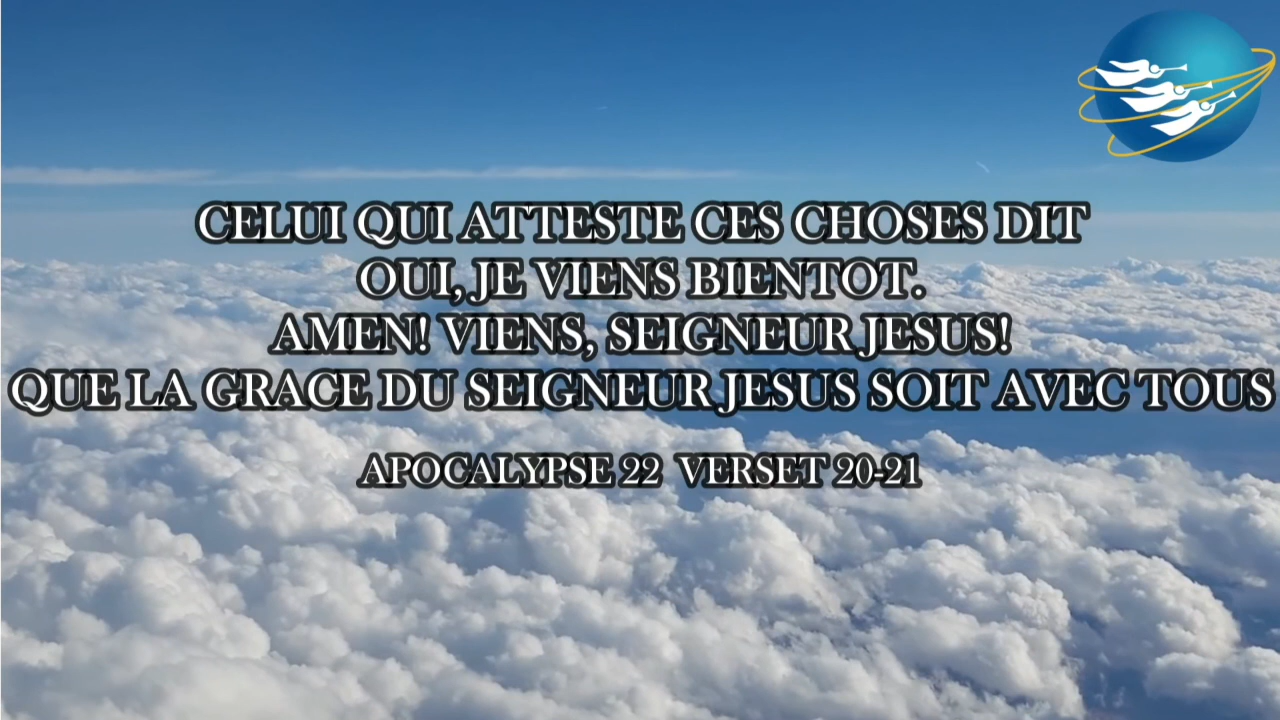 CELUI QUI ATTESTE CES CHOSES DIT
OUI, JE VIENS BIENTOT.
AMEN! VIENS, SEIGNEUR JESUS!
QUE LA GRACE DU SEIGNEUR JESUS SOIT AVEC TOUS
APOCALYPSE 22 VERSET 20-21